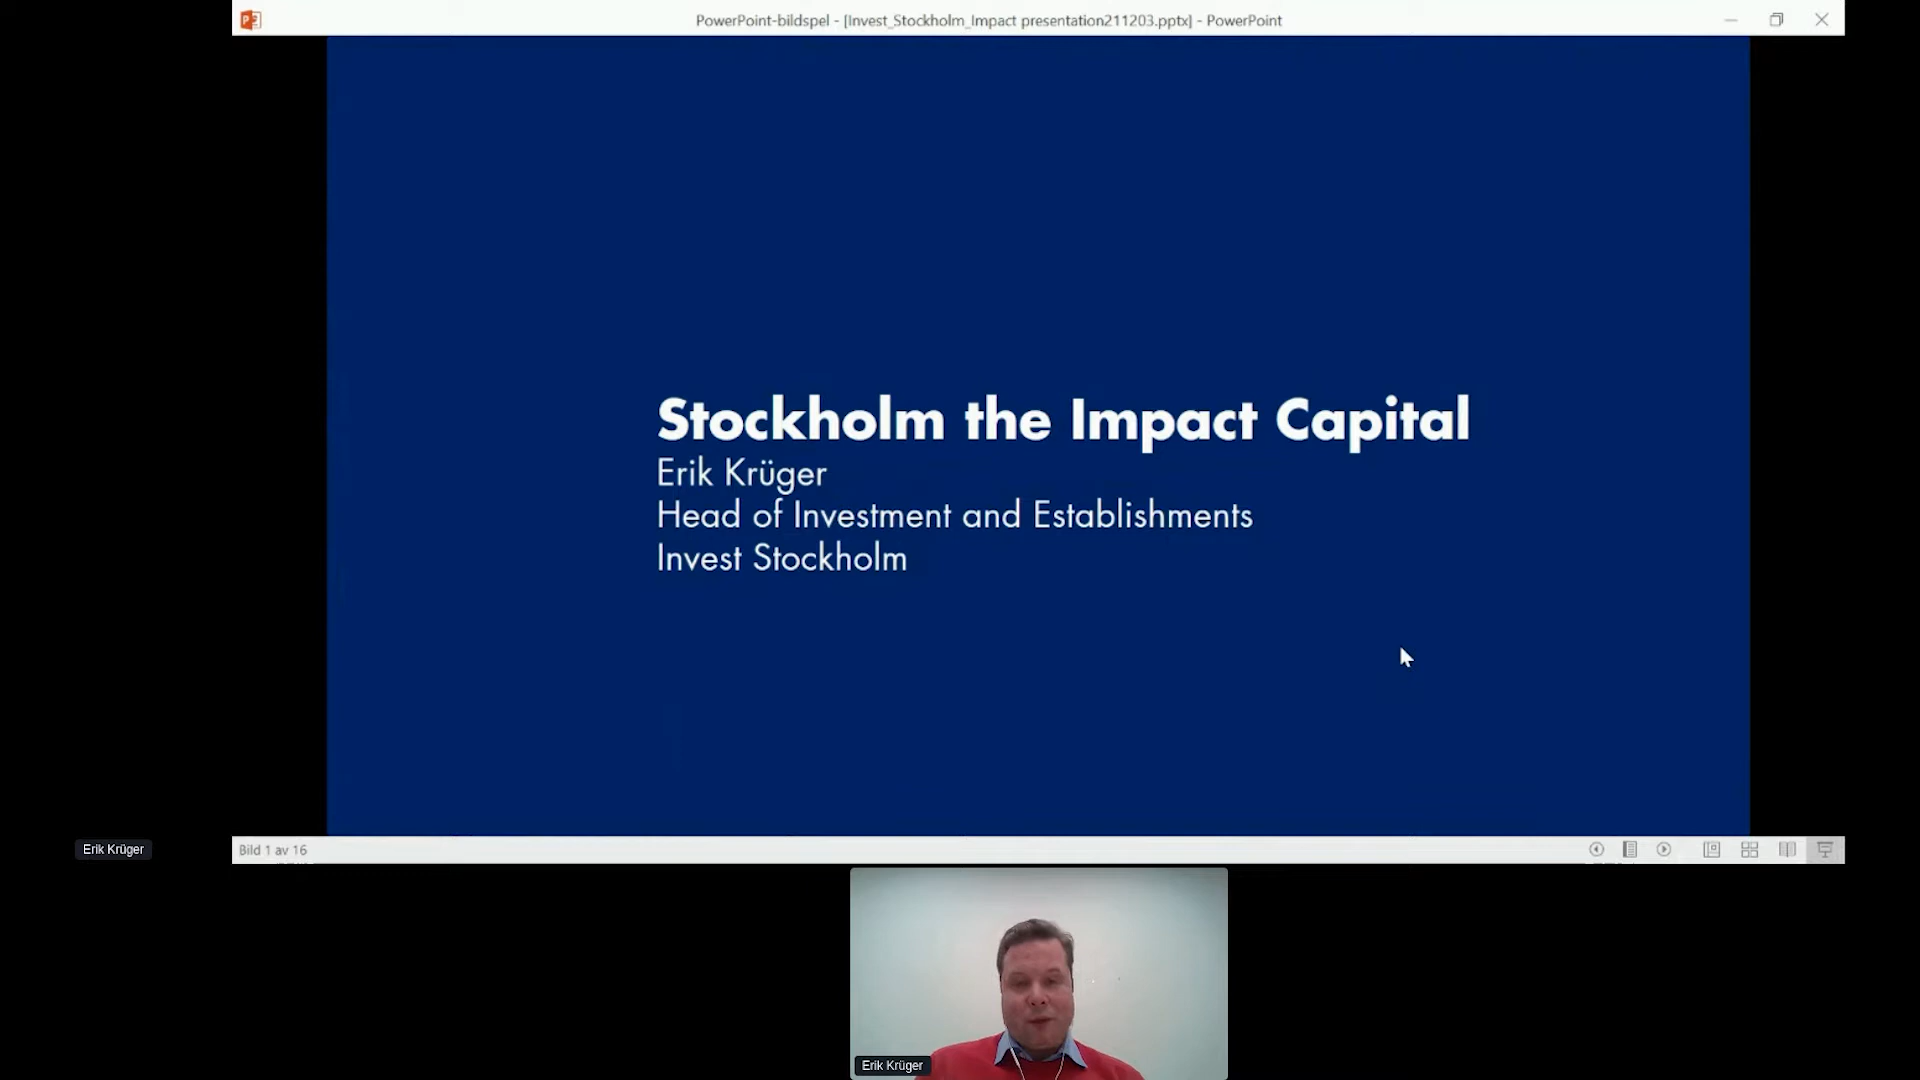 PowerPoint-bildspel - [Invest_Stockholm_Impact presentation211203.pptx] - PowerPoint
Stockholm the Impact Capital
Erik Krüger
Head of Investment and Establishments
Invest Stockholm
Erik Krüger
Bild 1 av 16
Erik Krüger